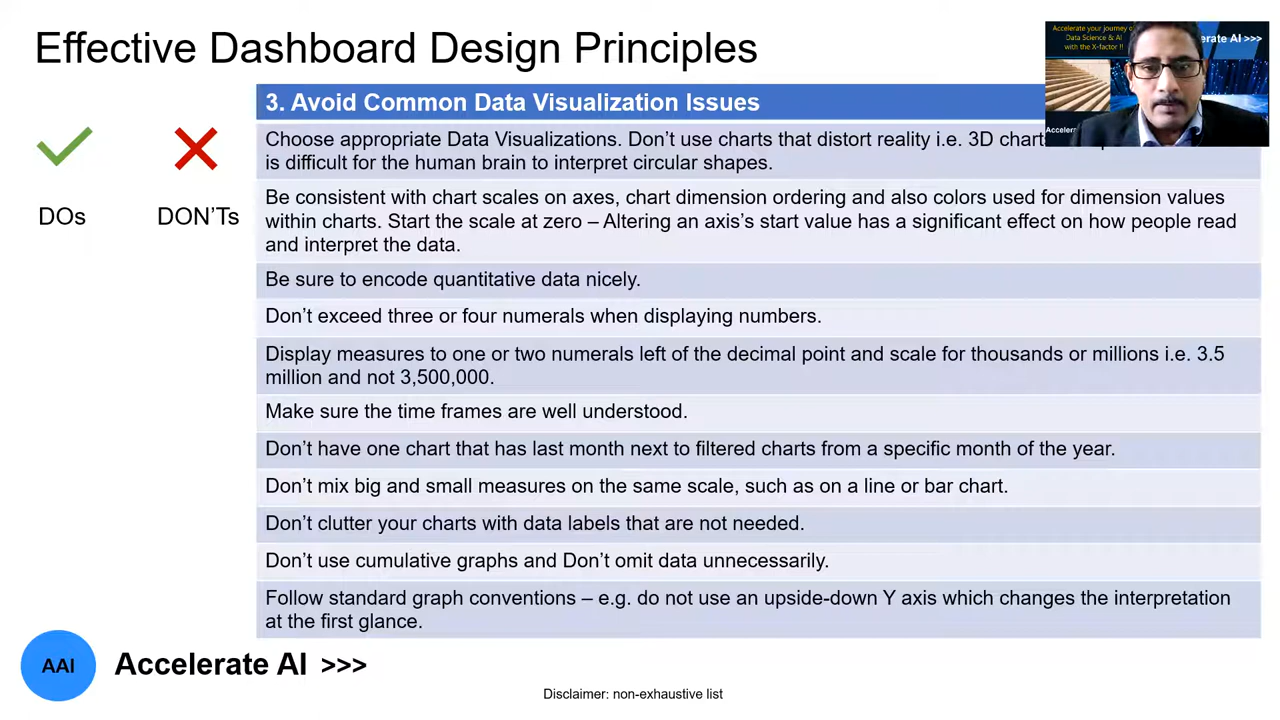 Effective Dashboard Design Principles
Accelerate your journey
Data Science & AI
with the X-factor !!
erate AI >>>
3. Avoid Common Data Visualization Issues
Choose appropriate Data Visualizations. Don't use charts that distort reality i.e. 3D
is difficult for the human brain to interpret circular shapes.
DOs
DON'Ts
Be consistent with chart scales on axes, chart dimension ordering and also colors used for dimension values
within charts. Start the scale at zero – Altering an axis's start value has a significant effect on how people read
and interpret the data.
Be sure to encode quantitative data nicely.
Don't exceed three or four numerals when displaying numbers.
Display measures to one or two numerals left of the decimal point and scale for thousands or millions i.e. 3.5
million and not 3,500,000.
Make sure the time frames are well understood.
Don't have one chart that has last month next to filtered charts from a specific month of the year.
Don't mix big and small measures on the same scale, such as on a line or bar chart.
Don't clutter your charts with data labels that are not needed.
Don't use cumulative graphs and Don't omit data unnecessarily.
Follow standard graph conventions – e.g. do not use an upside-down Y axis which changes the interpretation
at the first glance.
AAI
Accelerate AI >>>
Disclaimer: non-exhaustive list